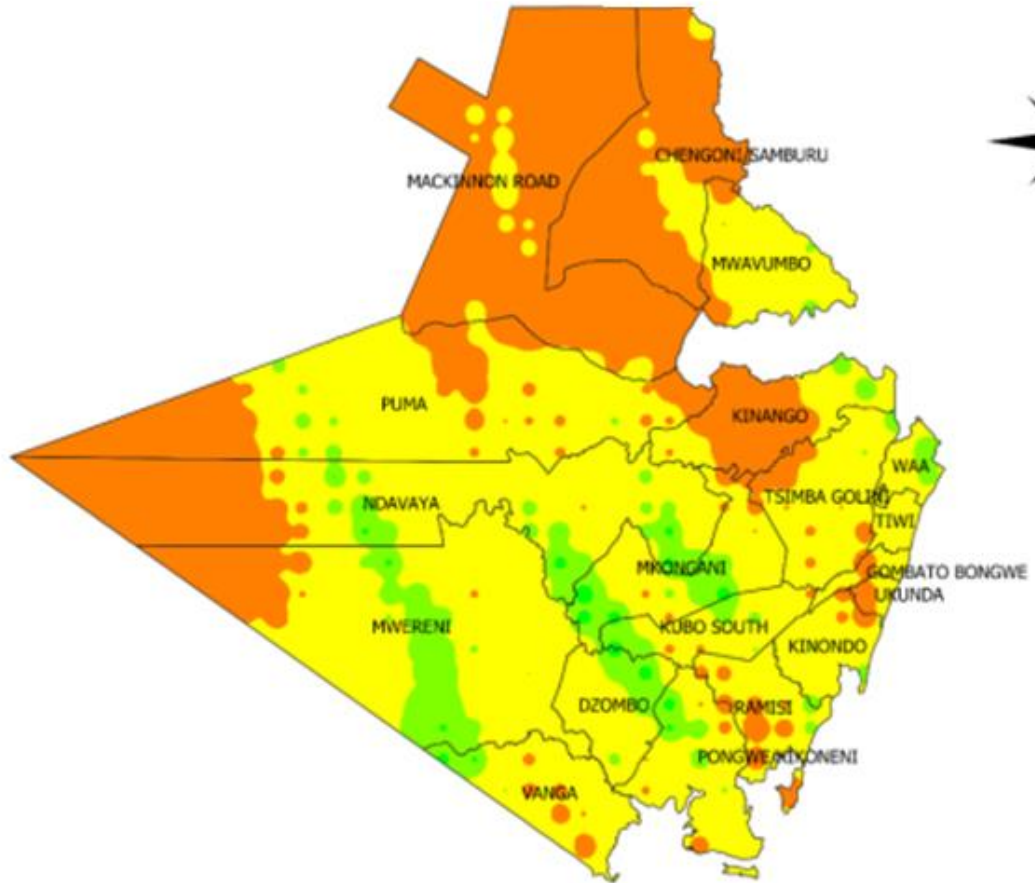 CHENGONI/SAMBURU
MACKINNON ROAD
MWAVUMBO
PUMA
KINANGO
WAA
NDAVAYA
TSIMBA GOLINI
TIWI
MKONGANI
GOMBATO BONGWE
UKUNDA
MWERENI
KUBO SOUTH
KINONDO
DZOMBO
RAMISI
PONGWE/KIKONENI
VANGA